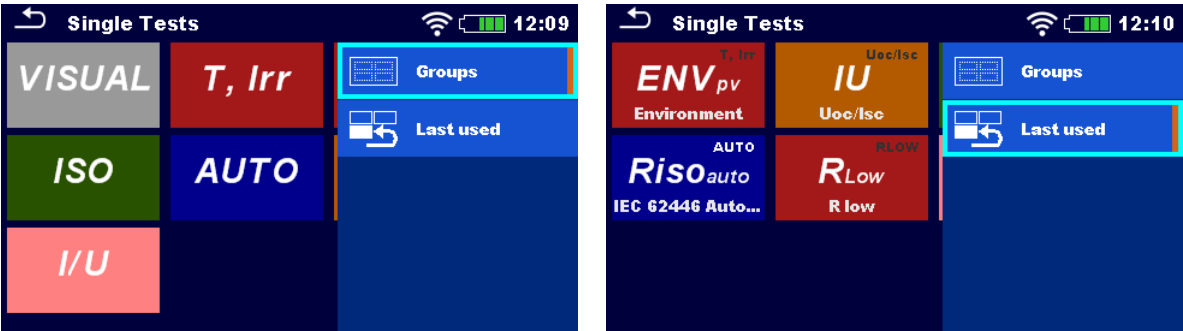 Single Tests 12:09
VISUAL T, Irr Groups
Last used
ISO AUTO
I/U
Single Tests 12:10
T, Irr Uoc/Isc
ENVpv IU Groups
Environment Uoc/Isc
Last used
AUTO RLOW
Risoauto RLow
IEC 62446 Auto... R low